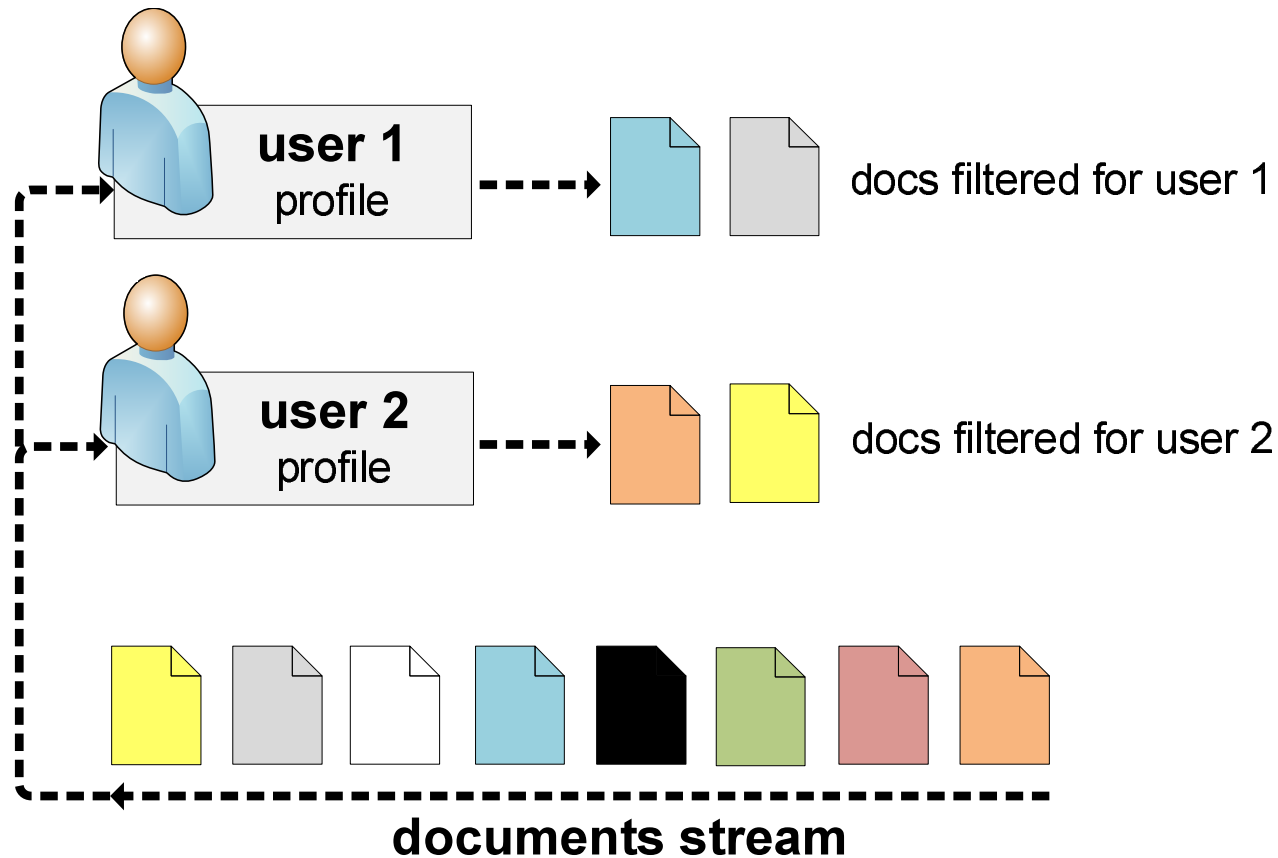 user 1
profile
docs filtered for user 1
user 2
profile
docs filtered for user 2
documents stream